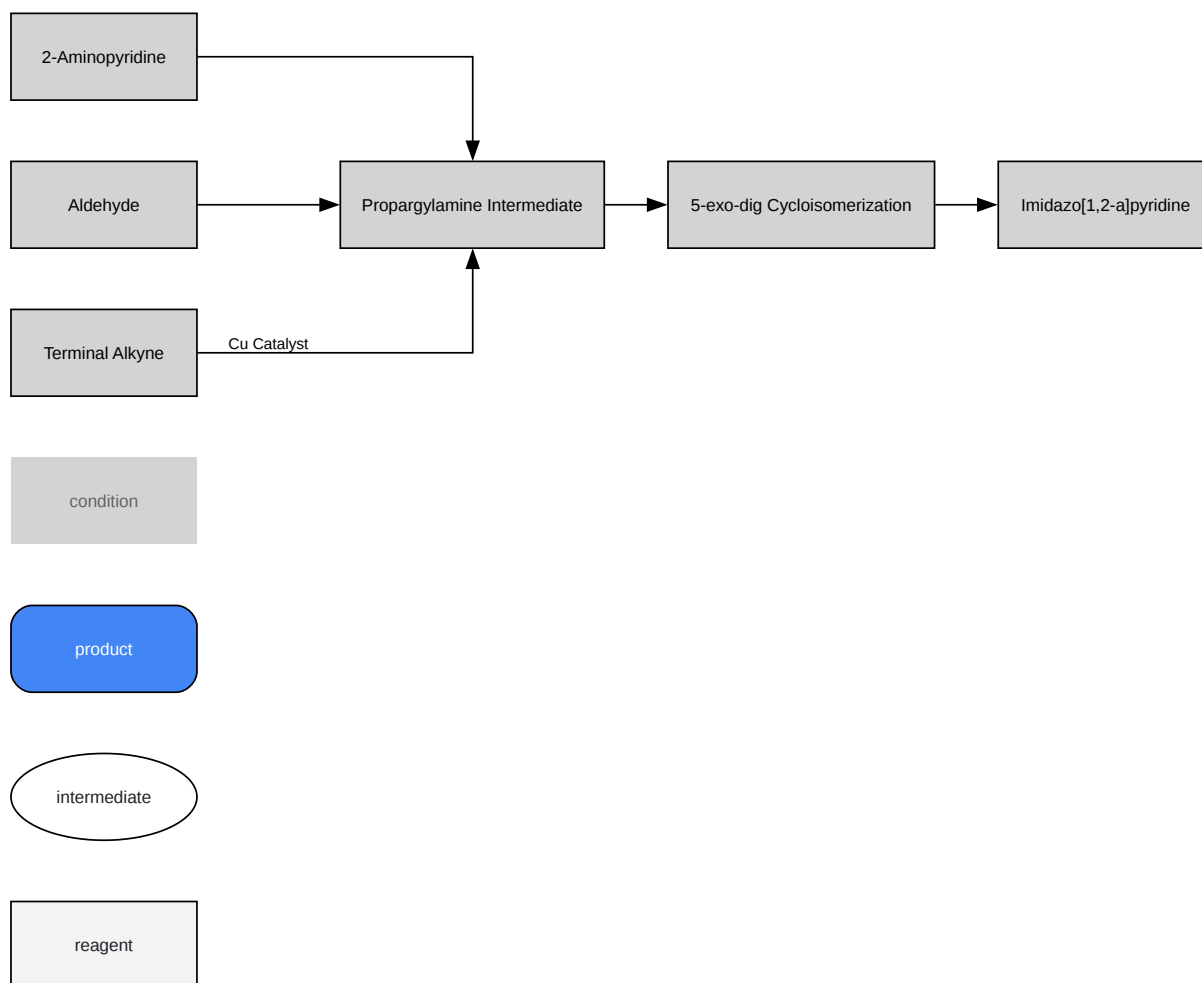 2-Aminopyridine
Aldehyde
Propargylamine Intermediate
5-exo-dig Cycloisomerization
Imidazo[1,2-a]pyridine
Terminal Alkyne
Cu Catalyst
condition
product
intermediate
reagent